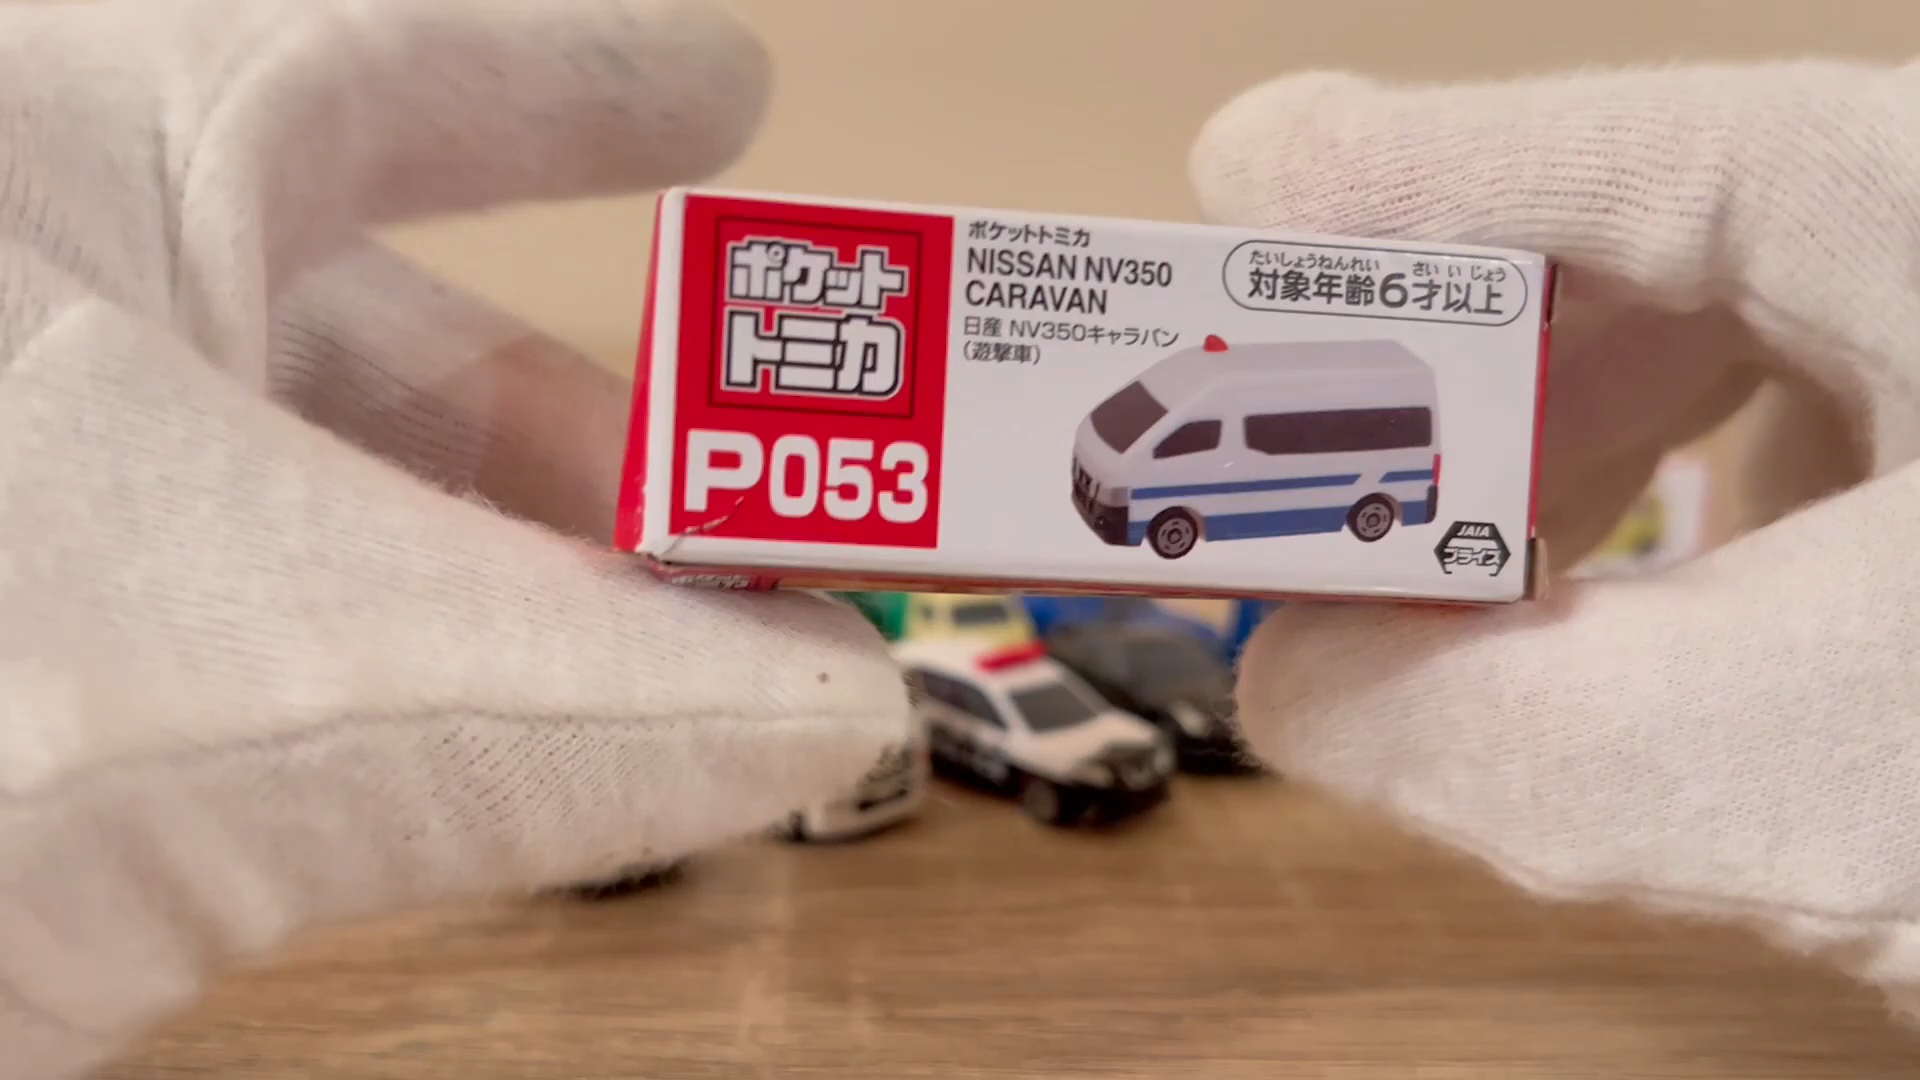 ポケット
トミカ
P053
ポケットトミカ
NISSAN NV350
CARAVAN
日産 NV350キャラバン
(遊撃車)
たいしょうねんれい さい い じょう
対象年齢6才以上
JAIA
プライズ